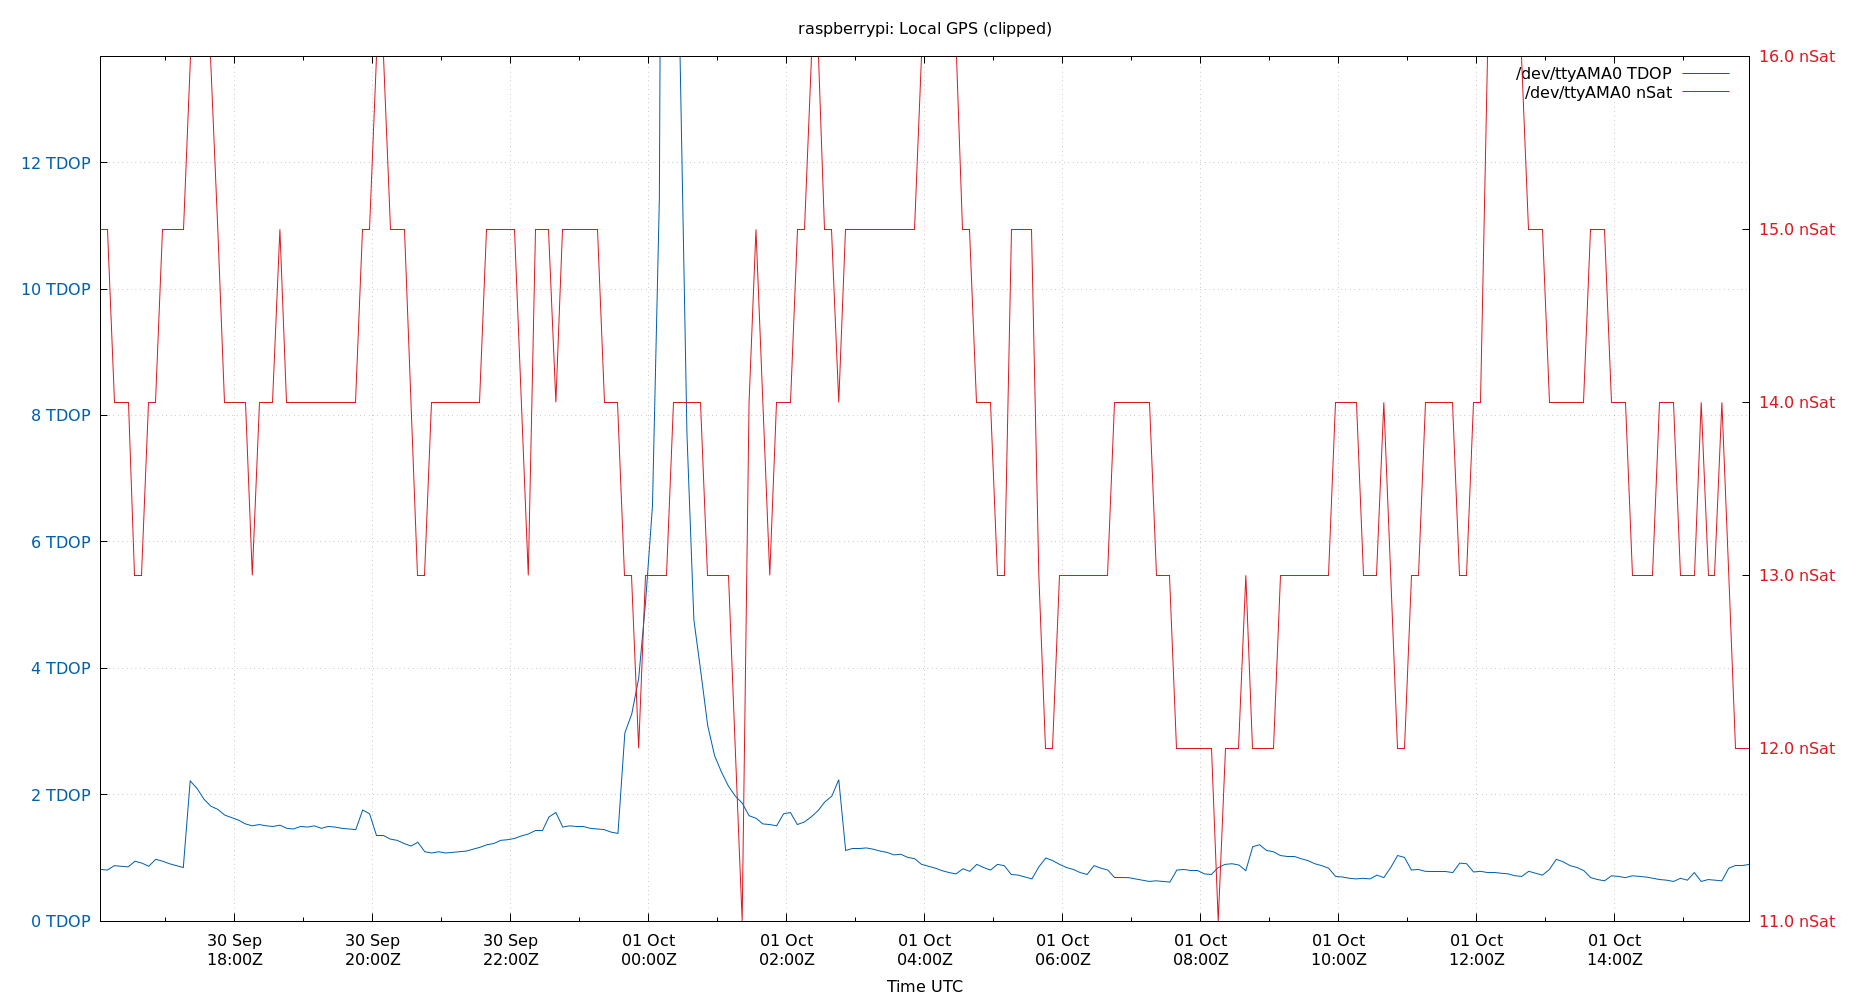 raspberrypi: Local GPS (clipped)
/dev/ttyAMA0 TDOP
/dev/ttyAMA0 nSat
12 TDOP
10 TDOP
8 TDOP
6 TDOP
4 TDOP
2 TDOP
0 TDOP
16.0 nSat
15.0 nSat
14.0 nSat
13.0 nSat
12.0 nSat
11.0 nSat
30 Sep
18:00Z
30 Sep
20:00Z
30 Sep
22:00Z
01 Oct
00:00Z
01 Oct
02:00Z
01 Oct
04:00Z
01 Oct
06:00Z
01 Oct
08:00Z
01 Oct
10:00Z
01 Oct
12:00Z
01 Oct
14:00Z
Time UTC